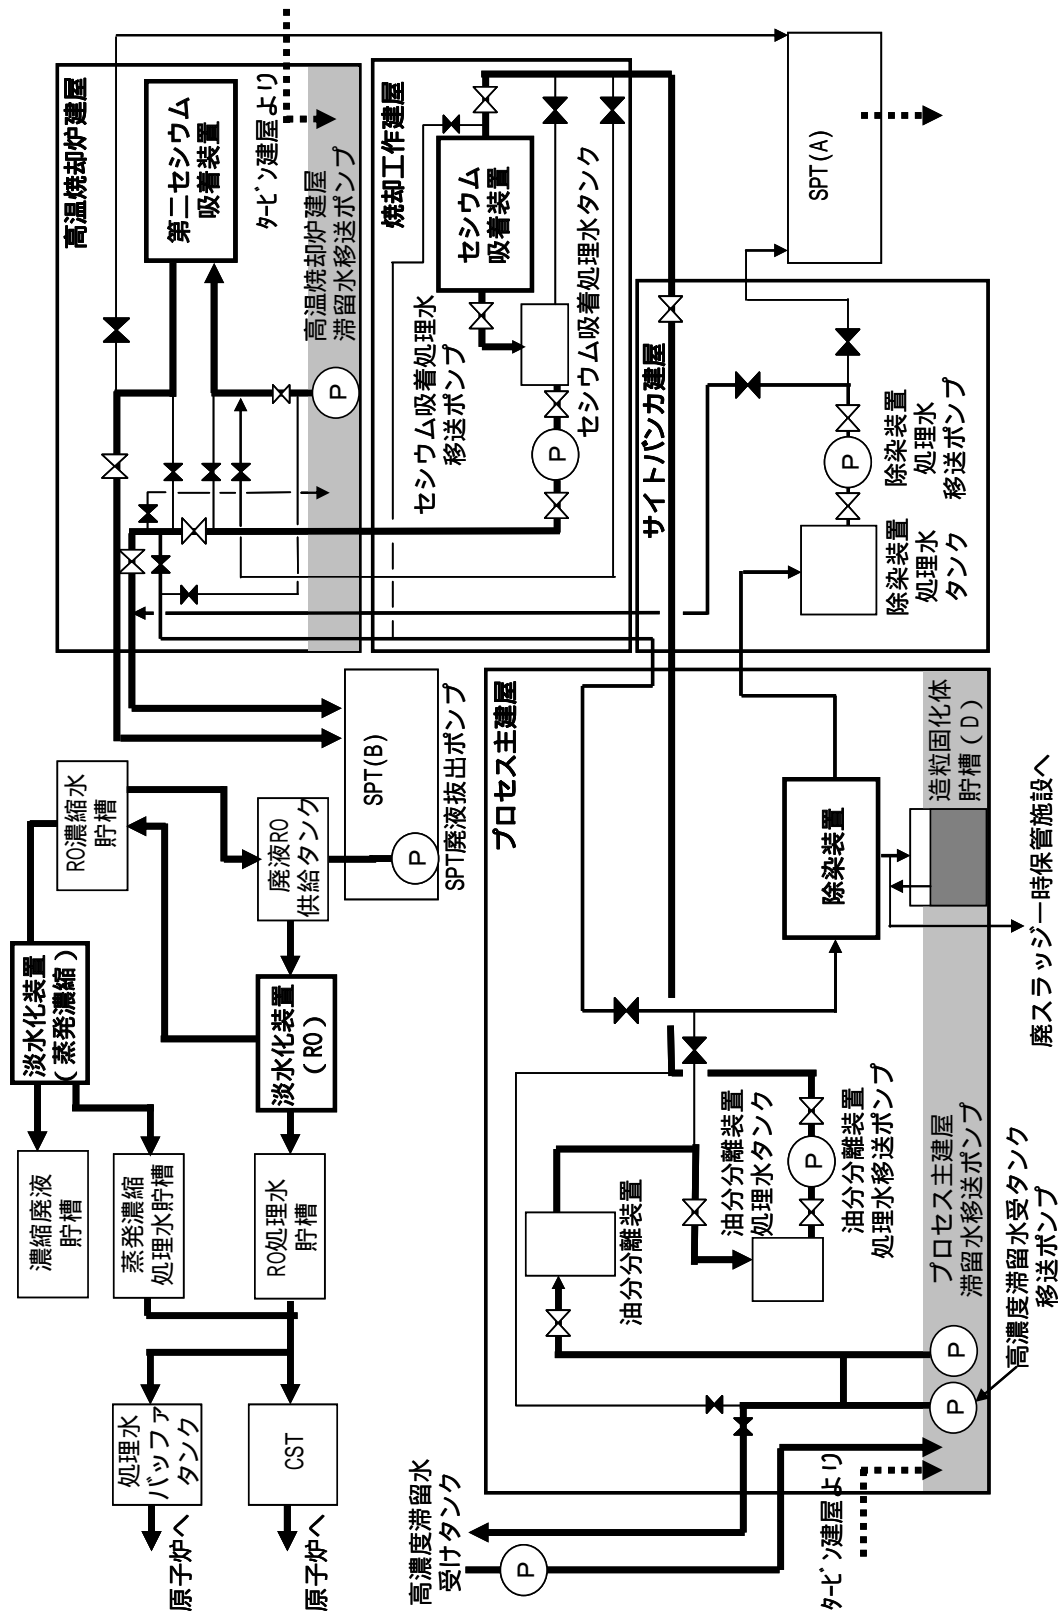 高温焼却炉建屋
第二セシウム
吸着装置
ﾀｰﾋﾞﾝ建屋より
高温焼却炉建屋
滞留水移送ポンプ
P
焼却工作建屋
セシウム
吸着装置
セシウム吸着処理水
移送ポンプ
セシウム吸着処理水タンク
P
サイトバンカ建屋
除染装置
処理水
移送ポンプ
P
除染装置
処理水
タンク
SPT(A)
SPT(B)
P
SPT廃液抜出ポンプ
RO濃縮水
貯槽
廃液RO
供給タンク
淡水化装置
(蒸発濃縮)
淡水化装置
(RO)
濃縮廃液
貯槽
蒸発濃縮
処理水貯槽
RO処理水
貯槽
処理水
バッファ
タンク
CST
原子炉へ
原子炉へ
プロセス主建屋
除染装置
造粒固化体
貯槽(D)
廃スラッジ一時保管施設へ
油分分離装置
油分分離装置
処理水タンク
油分分離装置
処理水移送ポンプ
P
プロセス主建屋
滞留水移送ポンプ
P
P
高濃度滞留水受タンク
移送ポンプ
高濃度滞留水
受けタンク
P
ﾀｰﾋﾞﾝ建屋より